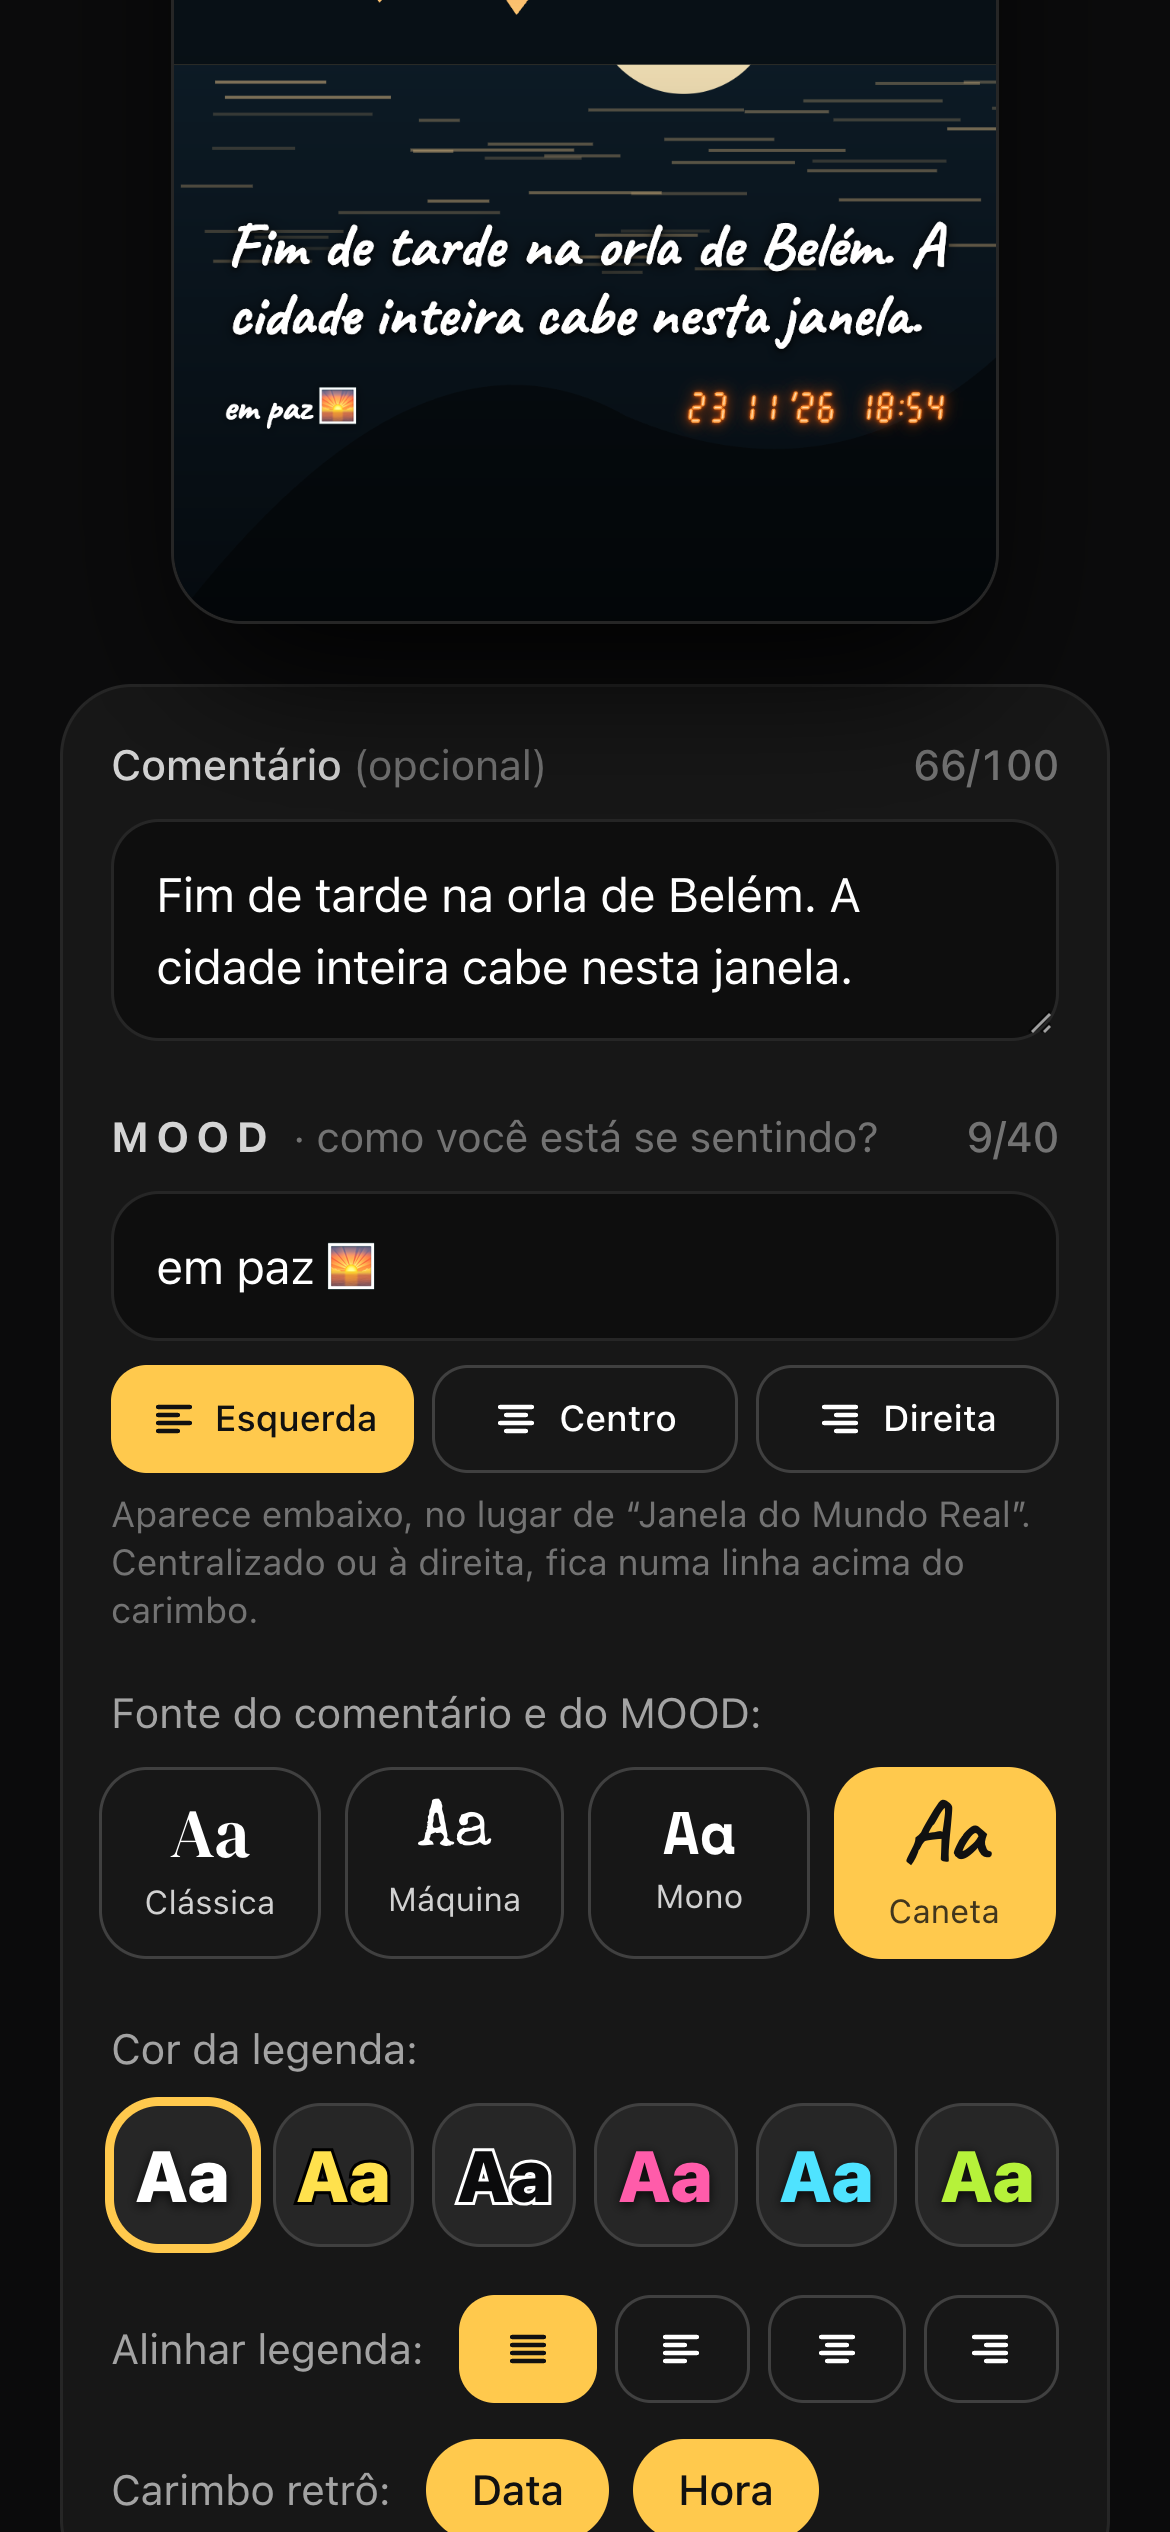 Fim de tarde na orla de Belém. A
cidade inteira cabe nesta janela.
em paz 🌅 23 11 '26 18:54
Comentário (opcional) 66/100
Fim de tarde na orla de Belém. A
cidade inteira cabe nesta janela.
MOOD · como você está se sentindo? 9/40
em paz 🌅
Esquerda Centro Direita
Aparece embaixo, no lugar de “Janela do Mundo Real”.
Centralizado ou à direita, fica numa linha acima do
carimbo.
Fonte do comentário e do MOOD:
Aa Aa Aa Aa
Clássica Máquina Mono Caneta
Cor da legenda:
Aa Aa Aa Aa Aa Aa
Alinhar legenda:
Carimbo retrô: Data Hora